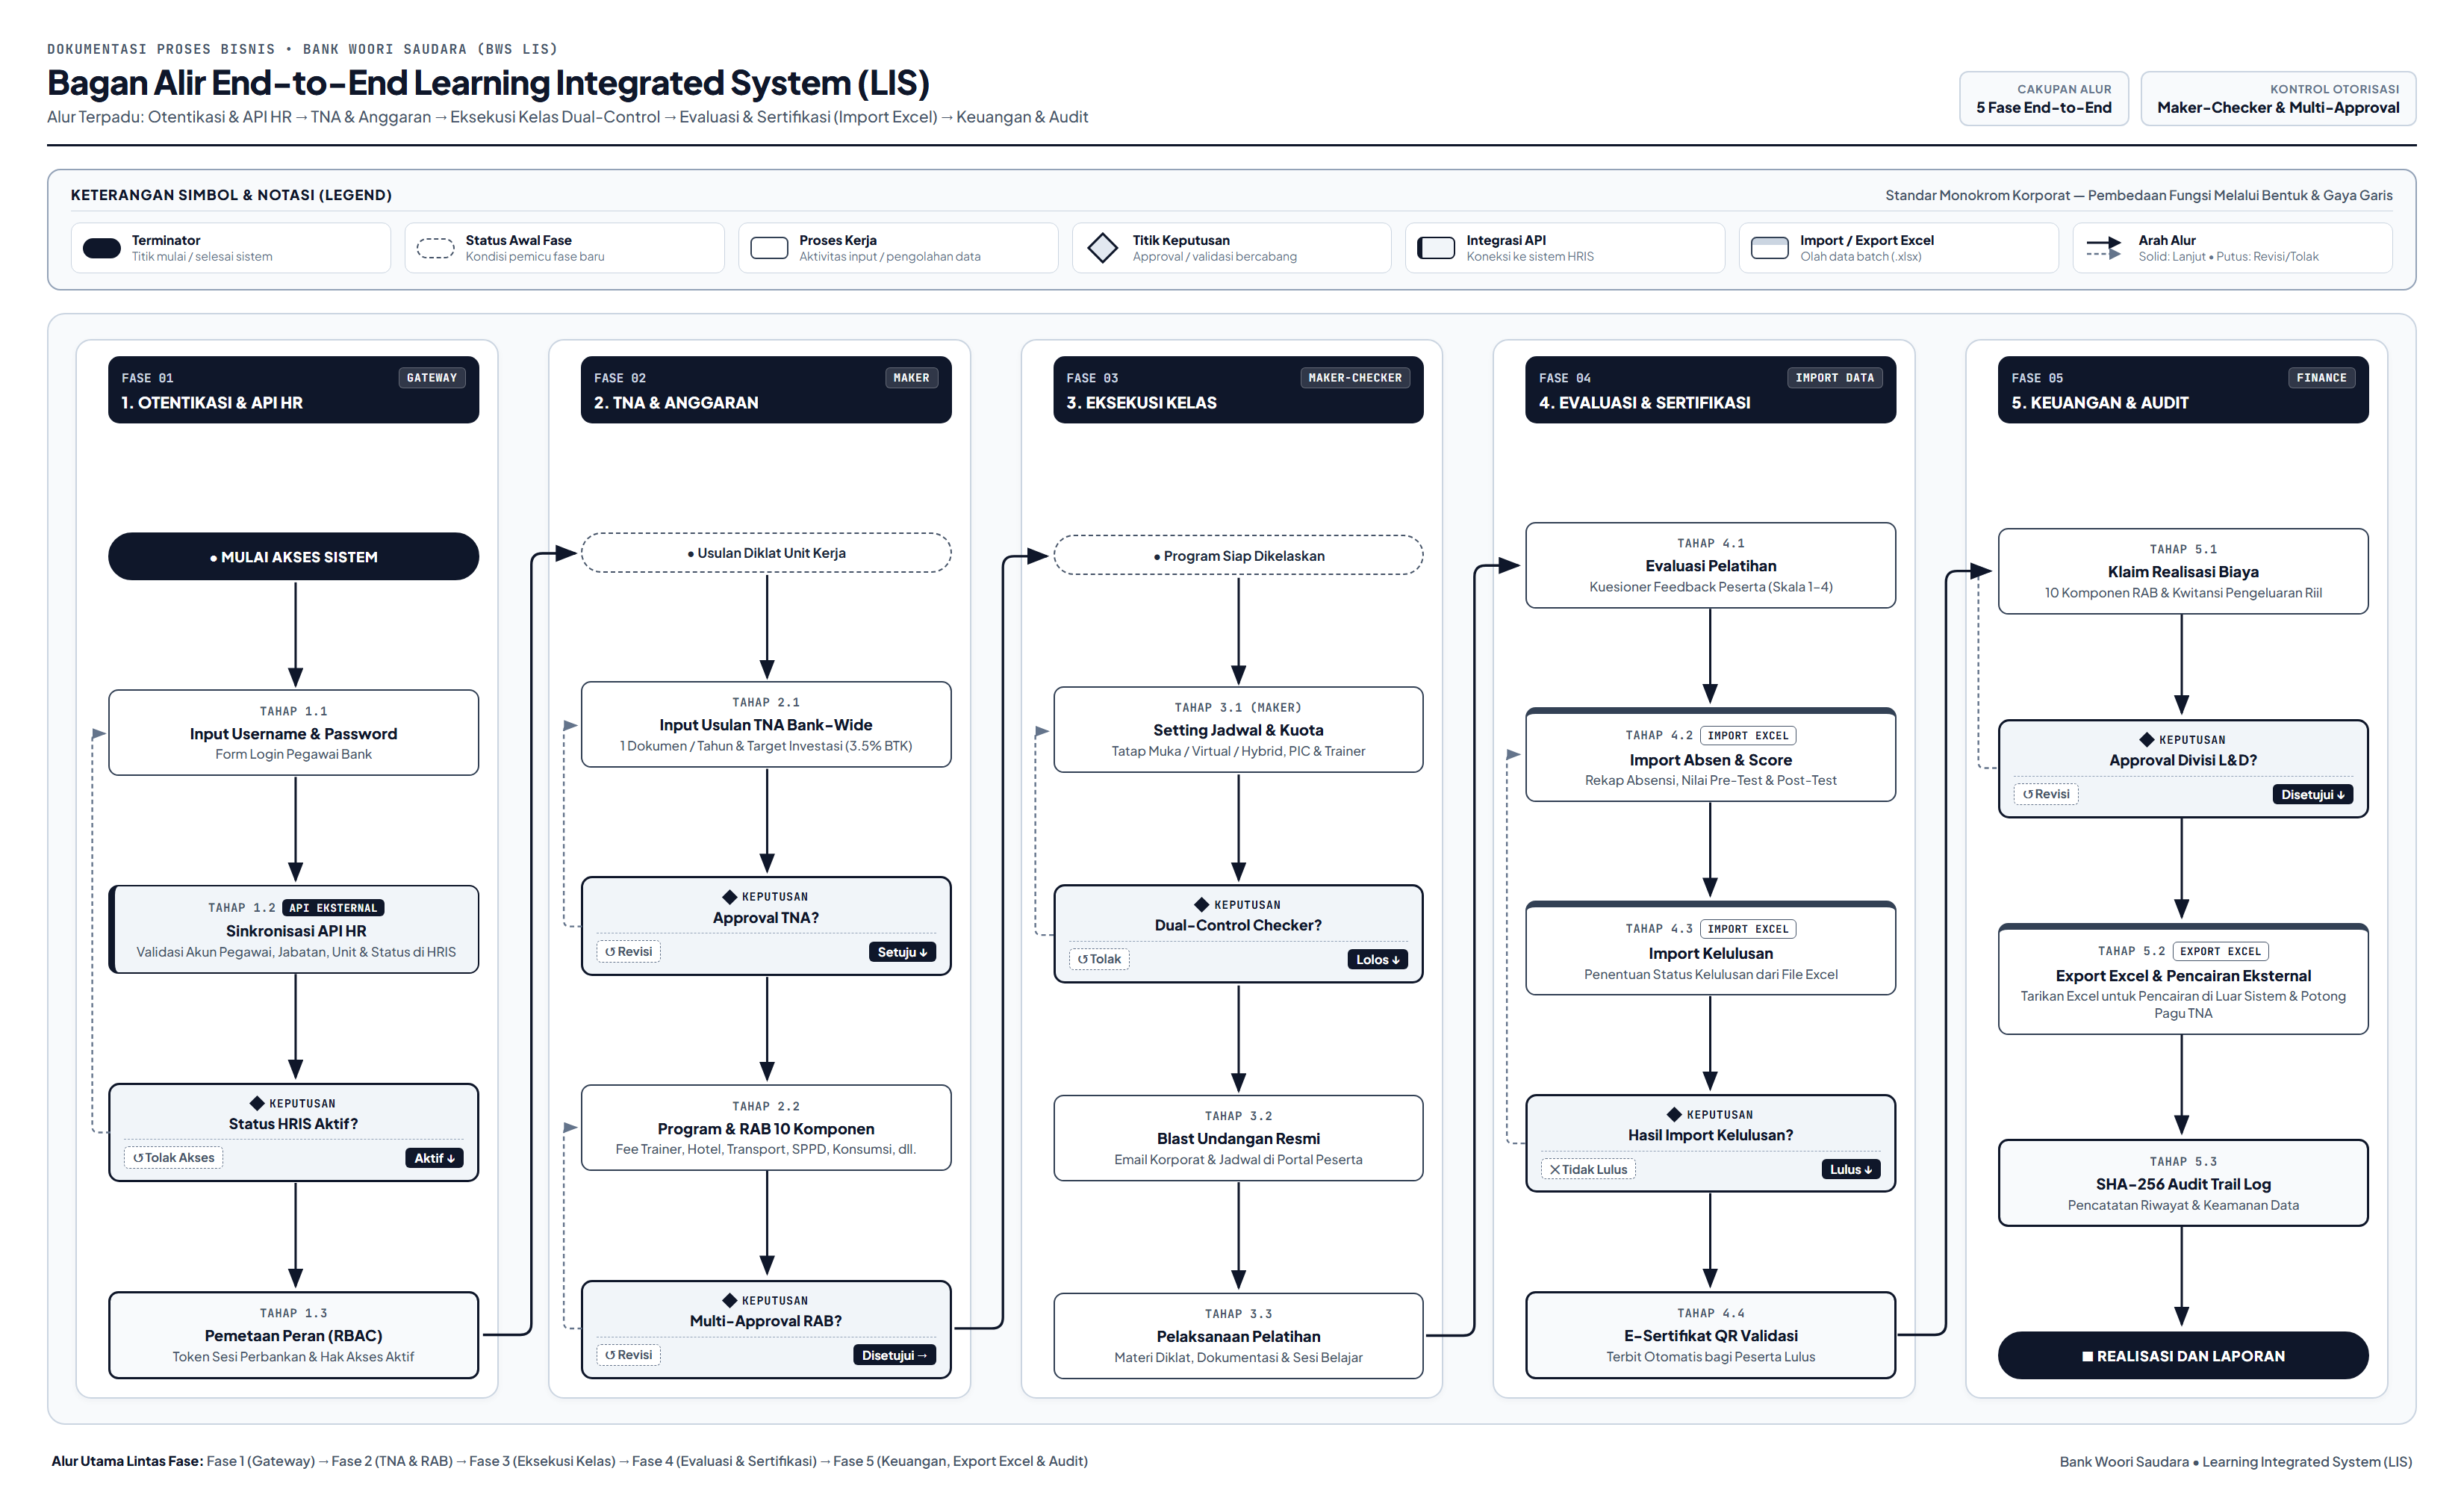 DOKUMENTASI PROSES BISNIS • BANK WOORI SAUDARA (BWS LIS)
Bagan Alir End-to-End Learning Integrated System (LIS)
Alur Terpadu: Otentikasi & API HR → TNA & Anggaran → Eksekusi Kelas Dual-Control → Evaluasi & Sertifikasi (Import Excel) → Keuangan & Audit
CAKUPAN ALUR
5 Fase End-to-End
KONTROL OTORISASI
Maker-Checker & Multi-Approval
KETERANGAN SIMBOL & NOTASI (LEGEND)
Standar Monokrom Korporat — Pembedaan Fungsi Melalui Bentuk & Gaya Garis
Terminator
Titik mulai / selesai sistem
Status Awal Fase
Kondisi pemicu fase baru
Proses Kerja
Aktivitas input / pengolahan data
Titik Keputusan
Approval / validasi bercabang
Integrasi API
Koneksi ke sistem HRIS
Import / Export Excel
Olah data batch (.xlsx)
Arah Alur
Solid: Lanjut • Putus: Revisi/Tolak
FASE 01
GATEWAY
1. OTENTIKASI & API HR
● MULAI AKSES SISTEM
TAHAP 1.1
Input Username & Password
Form Login Pegawai Bank
TAHAP 1.2 API EKSTERNAL
Sinkronisasi API HR
Validasi Akun Pegawai, Jabatan, Unit & Status di HRIS
◆ KEPUTUSAN
Status HRIS Aktif?
↺ Tolak Akses
Aktif ↓
TAHAP 1.3
Pemetaan Peran (RBAC)
Token Sesi Perbankan & Hak Akses Aktif
FASE 02
MAKER
2. TNA & ANGGARAN
● Usulan Diklat Unit Kerja
TAHAP 2.1
Input Usulan TNA Bank-Wide
1 Dokumen / Tahun & Target Investasi (3.5% BTK)
◆ KEPUTUSAN
Approval TNA?
↺ Revisi
Setuju ↓
TAHAP 2.2
Program & RAB 10 Komponen
Fee Trainer, Hotel, Transport, SPPD, Konsumsi, dll.
◆ KEPUTUSAN
Multi-Approval RAB?
↺ Revisi
Disetujui →
FASE 03
MAKER-CHECKER
3. EKSEKUSI KELAS
● Program Siap Dikelaskan
TAHAP 3.1 (MAKER)
Setting Jadwal & Kuota
Tatap Muka / Virtual / Hybrid, PIC & Trainer
◆ KEPUTUSAN
Dual-Control Checker?
↺ Tolak
Lolos ↓
TAHAP 3.2
Blast Undangan Resmi
Email Korporat & Jadwal di Portal Peserta
TAHAP 3.3
Pelaksanaan Pelatihan
Materi Diklat, Dokumentasi & Sesi Belajar
FASE 04
IMPORT DATA
4. EVALUASI & SERTIFIKASI
TAHAP 4.1
Evaluasi Pelatihan
Kuesioner Feedback Peserta (Skala 1-4)
TAHAP 4.2 IMPORT EXCEL
Import Absen & Score
Rekap Absensi, Nilai Pre-Test & Post-Test
TAHAP 4.3 IMPORT EXCEL
Import Kelulusan
Penentuan Status Kelulusan dari File Excel
◆ KEPUTUSAN
Hasil Import Kelulusan?
✕ Tidak Lulus
Lulus ↓
TAHAP 4.4
E-Sertifikat QR Validasi
Terbit Otomatis bagi Peserta Lulus
FASE 05
FINANCE
5. KEUANGAN & AUDIT
TAHAP 5.1
Klaim Realisasi Biaya
10 Komponen RAB & Kwitansi Pengeluaran Riil
◆ KEPUTUSAN
Approval Divisi L&D?
↺ Revisi
Disetujui ↓
TAHAP 5.2 EXPORT EXCEL
Export Excel & Pencairan Eksternal
Tarikan Excel untuk Pencairan di Luar Sistem & Potong
Pagu TNA
TAHAP 5.3
SHA-256 Audit Trail Log
Pencatatan Riwayat & Keamanan Data
■ REALISASI DAN LAPORAN
Alur Utama Lintas Fase: Fase 1 (Gateway) → Fase 2 (TNA & RAB) → Fase 3 (Eksekusi Kelas) → Fase 4 (Evaluasi & Sertifikasi) → Fase 5 (Keuangan, Export Excel & Audit)
Bank Woori Saudara • Learning Integrated System (LIS)